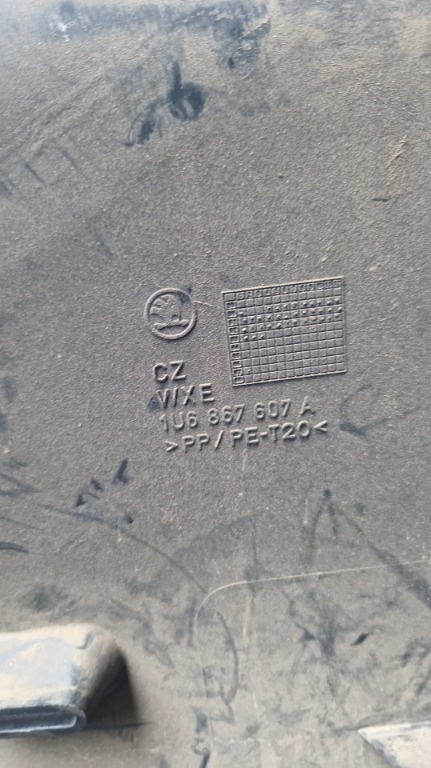 CZ
WXE
1U6 867 607 A
>PP/PE-T20<